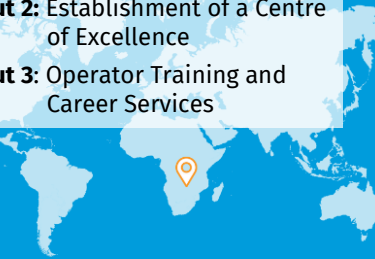 ut 2: Establishment of a Centre
of Excellence
ut 3: Operator Training and
Career Services